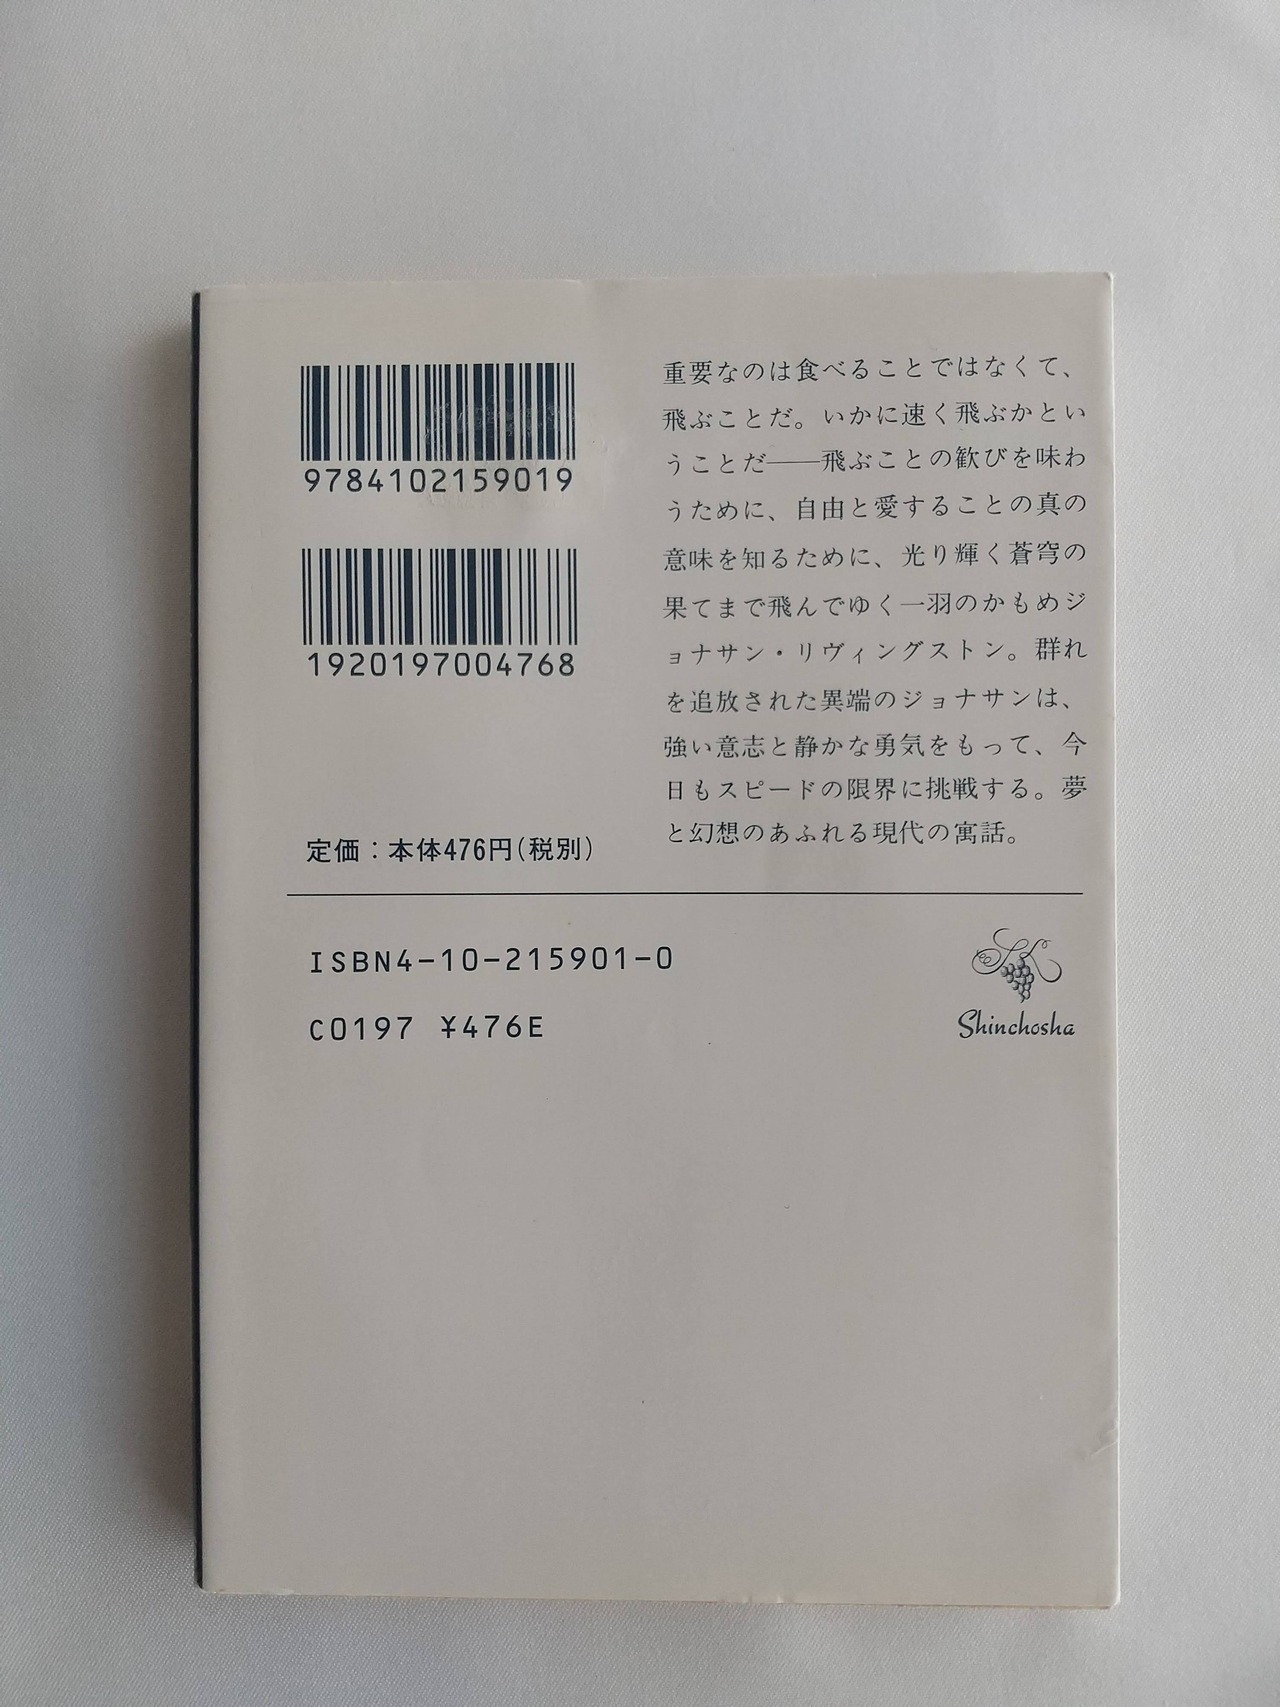 9784102159019
1920197004768
定価：本体476円(税別)
重要なのは食べることではなくて、
飛ぶことだ。いかに速く飛ぶかとい
うことだ――飛ぶことの歓びを味わ
うために、自由と愛することの真の
意味を知るために、光り輝く蒼穹の
果てまで飛んでゆく一羽のかもめジ
ョナサン・リヴィングストン。群れ
を追放された異端のジョナサンは、
強い意志と静かな勇気をもって、今
日もスピードの限界に挑戦する。夢
と幻想のあふれる現代の寓話。
ISBN4-10-215901-0
C0197 ¥476E
SK
Shinchosha